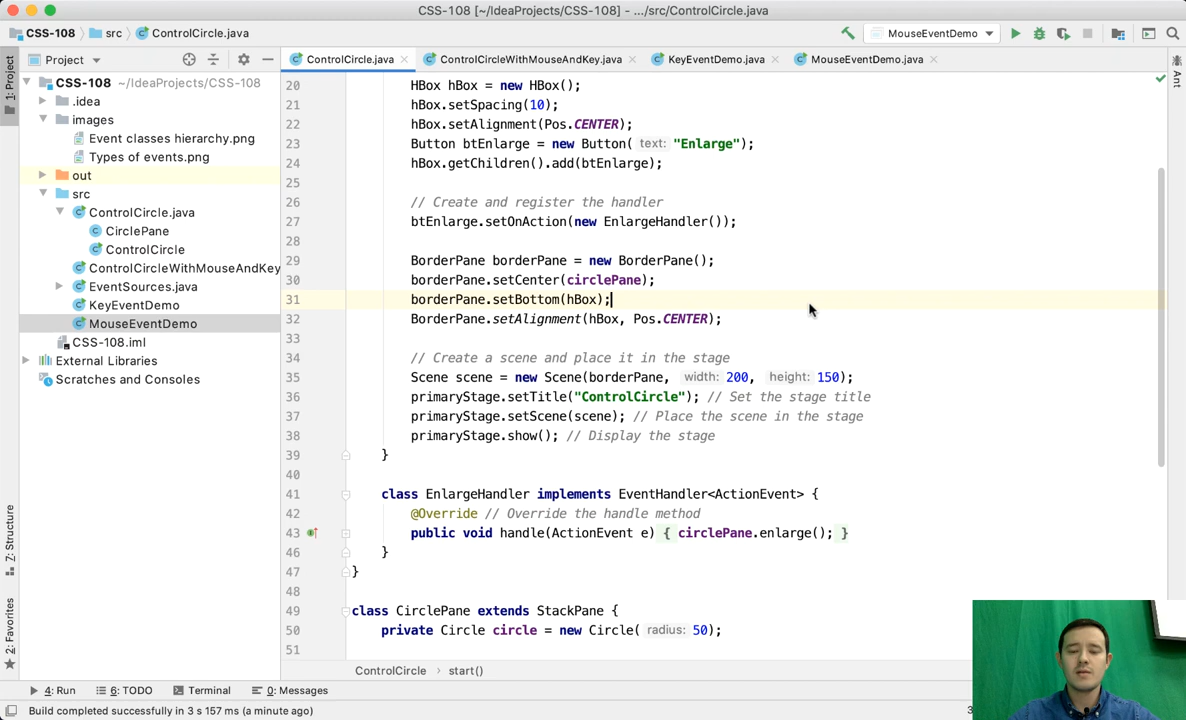 CSS-108 [~/IdeaProjects/CSS-108] - .../src/ControlCircle.java
CSS-108 src ControlCircle.java MouseEventDemo
1: Project
Project
ControlCircle.java ControlCircleWithMouseAndKey.java KeyEventDemo.java MouseEventDemo.java
Ant
CSS-108 ~/IdeaProjects/CSS-108
.idea
images
Event classes hierarchy.png
Types of events.png
out
src
ControlCircle.java
CirclePane
ControlCircle
ControlCircleWithMouseAndKey
EventSources.java
KeyEventDemo
MouseEventDemo
CSS-108.iml
External Libraries
Scratches and Consoles
7: Structure
2: Favorites
20 HBox hBox = new HBox();
21 hBox.setSpacing(10);
22 hBox.setAlignment(Pos.CENTER);
23 Button btEnlarge = new Button( text: "Enlarge");
24 hBox.getChildren().add(btEnlarge);
25
26 // Create and register the handler
27 btEnlarge.setOnAction(new EnlargeHandler());
28
29 BorderPane borderPane = new BorderPane();
30 borderPane.setCenter(circlePane);
31 borderPane.setBottom(hBox);
32 BorderPane.setAlignment(hBox, Pos.CENTER);
33
34 // Create a scene and place it in the stage
35 Scene scene = new Scene(borderPane, width: 200, height: 150);
36 primaryStage.setTitle("ControlCircle"); // Set the stage title
37 primaryStage.setScene(scene); // Place the scene in the stage
38 primaryStage.show(); // Display the stage
39 }
40
41 class EnlargeHandler implements EventHandler<ActionEvent> {
42 @Override // Override the handle method
43 public void handle(ActionEvent e) { circlePane.enlarge(); }
46 }
47 }
48
49 class CirclePane extends StackPane {
50 private Circle circle = new Circle( radius: 50);
51
ControlCircle start()
4: Run 6: TODO Terminal 0: Messages
Build completed successfully in 3 s 157 ms (a minute ago)